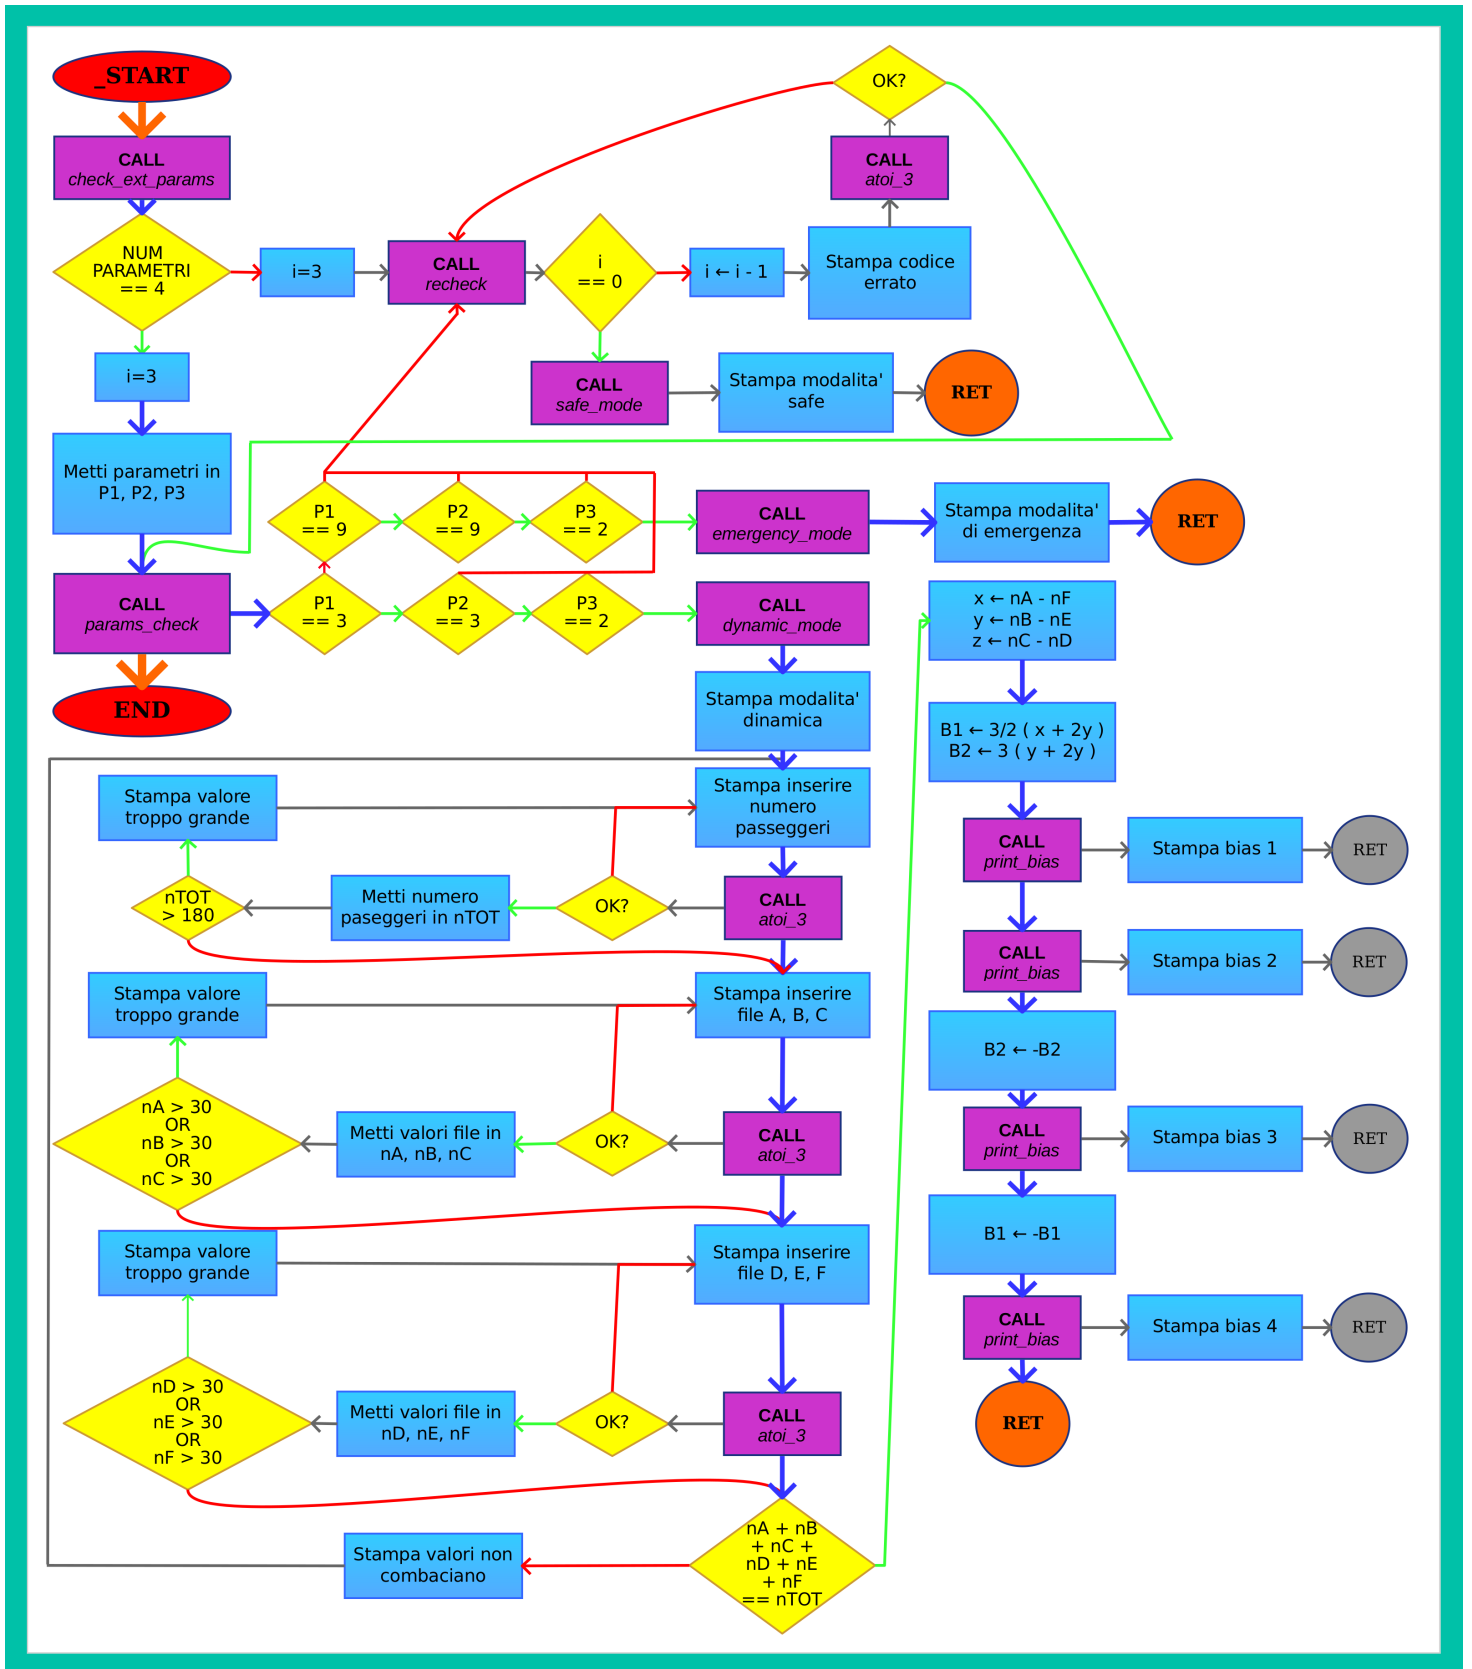 _START
CALL
check_ext_params
NUM
PARAMETRI
== 4
i=3
CALL
recheck
i
== 0
i ← i - 1
Stampa codice
errato
CALL
atoi_3
OK?
i=3
CALL
safe_mode
Stampa modalita'
safe
RET
Metti parametri in
P1, P2, P3
P1
== 9
P2
== 9
P3
== 2
CALL
emergency_mode
Stampa modalita'
di emergenza
RET
CALL
params_check
P1
== 3
P2
== 3
P3
== 2
CALL
dynamic_mode
END
Stampa modalita'
dinamica
Stampa valore
troppo grande
Stampa inserire
numero
passeggeri
nTOT
> 180
Metti numero
paseggeri in nTOT
OK?
CALL
atoi_3
Stampa valore
troppo grande
Stampa inserire
file A, B, C
nA > 30
OR
nB > 30
OR
nC > 30
Metti valori file in
nA, nB, nC
OK?
CALL
atoi_3
Stampa valore
troppo grande
Stampa inserire
file D, E, F
nD > 30
OR
nE > 30
OR
nF > 30
Metti valori file in
nD, nE, nF
OK?
CALL
atoi_3
Stampa valori non
combaciano
nA + nB
+ nC +
nD + nE
+ nF
== nTOT
x ← nA - nF
y ← nB - nE
z ← nC - nD
B1 ← 3/2 ( x + 2y )
B2 ← 3 ( y + 2y )
CALL
print_bias
Stampa bias 1
RET
CALL
print_bias
Stampa bias 2
RET
B2 ← -B2
CALL
print_bias
Stampa bias 3
RET
B1 ← -B1
CALL
print_bias
Stampa bias 4
RET
RET